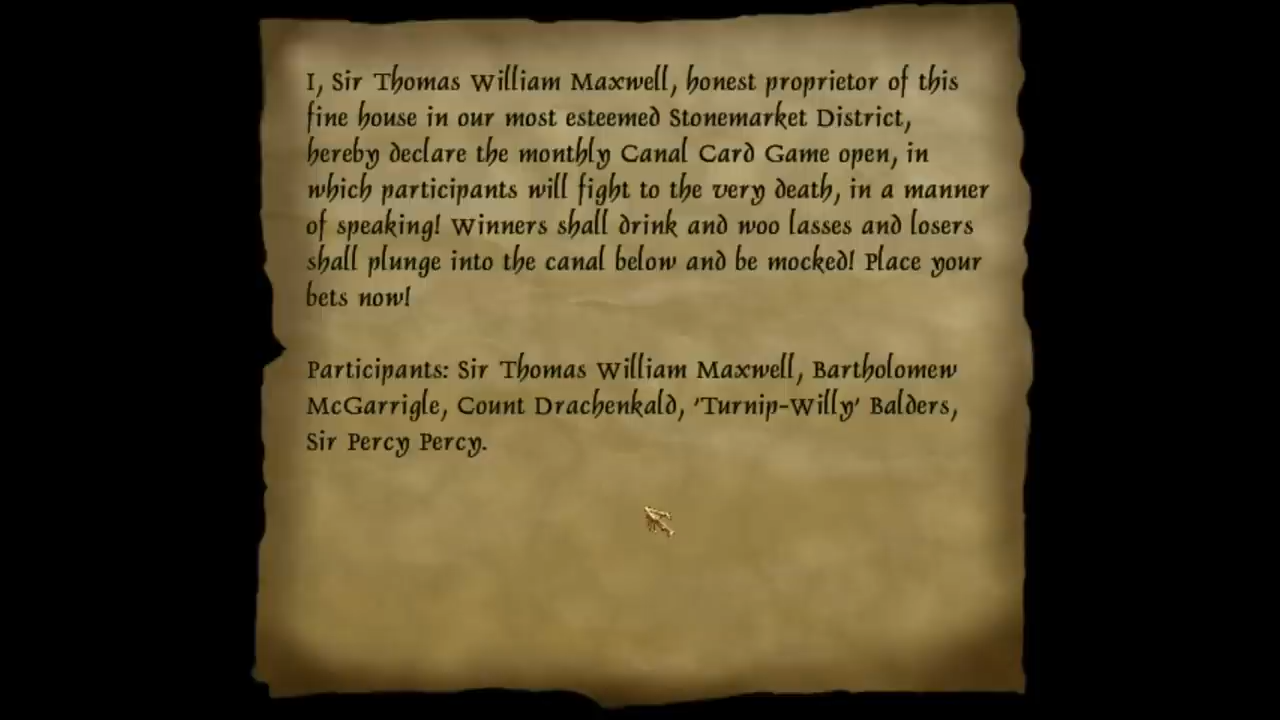 I, Sir Thomas William Maxwell, honest proprietor of this
fine house in our most esteemed Stonemarket District,
hereby declare the monthly Canal Card Game open, in
which participants will fight to the very death, in a manner
of speaking! Winners shall drink and woo lasses and losers
shall plunge into the canal below and be mocked! Place your
bets now!
Participants: Sir Thomas William Maxwell, Bartholomew
McGarrigle, Count Drachenkald, 'Turnip-Willy' Balders,
Sir Percy Percy.